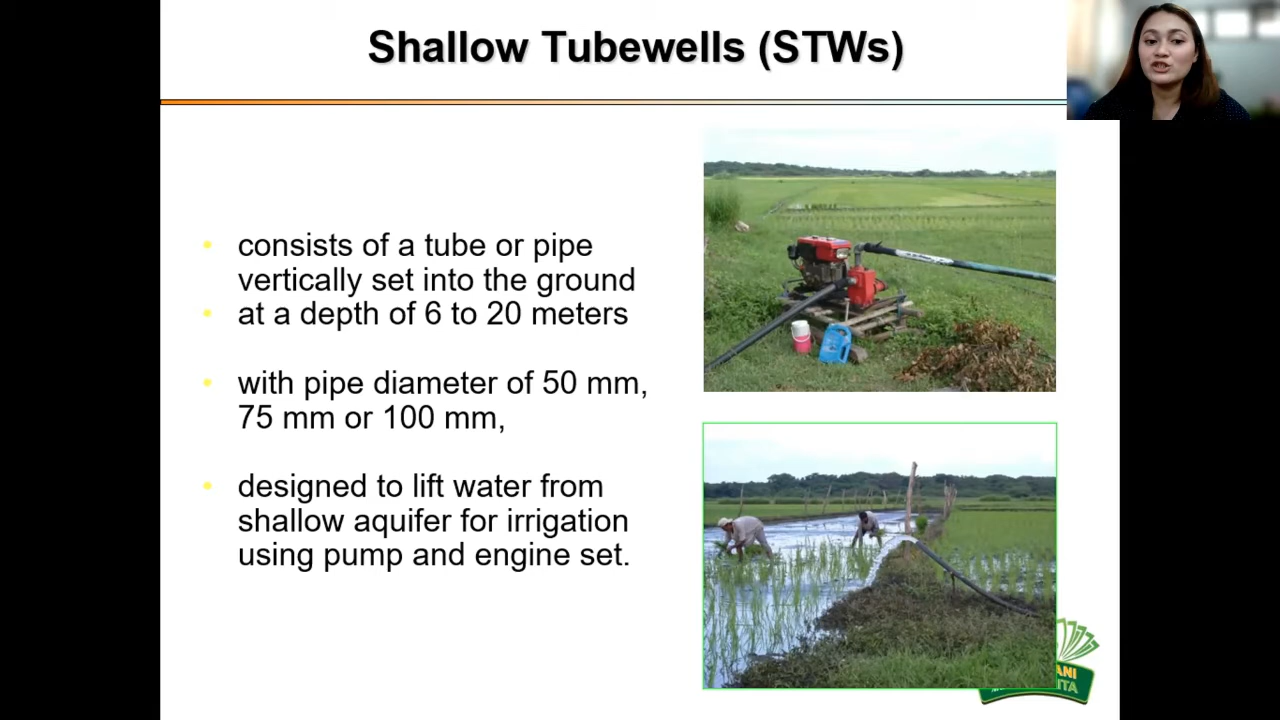 Shallow Tubewells (STWs)
• consists of a tube or pipe
vertically set into the ground
• at a depth of 6 to 20 meters
• with pipe diameter of 50 mm,
75 mm or 100 mm,
• designed to lift water from
shallow aquifer for irrigation
using pump and engine set.